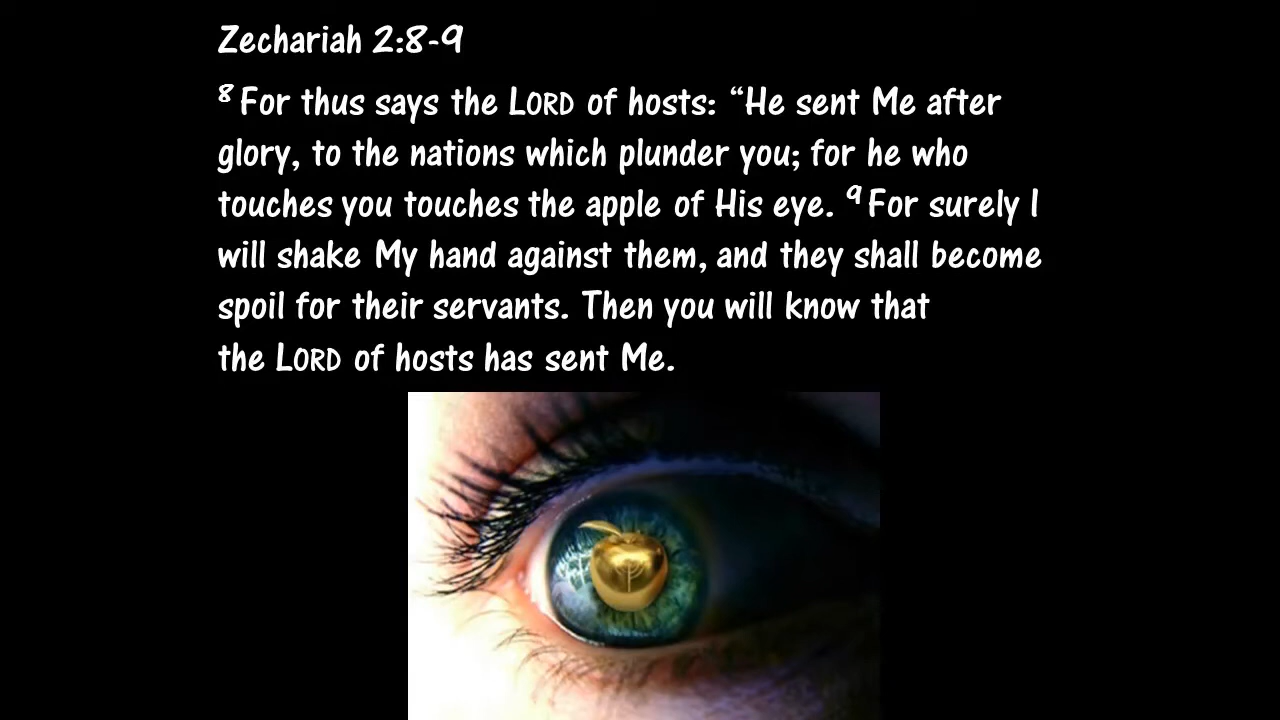 Zechariah 2:8-9
8 For thus says the LORD of hosts: “He sent Me after
glory, to the nations which plunder you; for he who
touches you touches the apple of His eye. 9 For surely I
will shake My hand against them, and they shall become
spoil for their servants. Then you will know that
the LORD of hosts has sent Me.